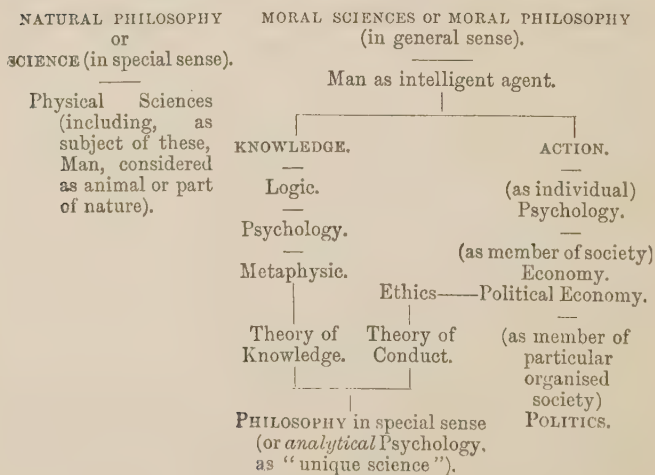 NATURAL PHILOSOPHY
or
SCIENCE (in special sense).
Physical Sciences
(including, as
subject of these,
Man, considered
as animal or part
of nature).
MORAL SCIENCES or MORAL PHILOSOPHY
(in general sense).
Man as intelligent agent.
KNOWLEDGE.
Logic.
Psychology.
Metaphysic.
Theory of
Knowledge.
Ethics
Theory of
Conduct.
ACTION.
(as individual)
Psychology.
(as member of society)
Economy.
Political Economy.
(as member of
particular
organised
society)
POLITICS.
PHILOSOPHY in special sense
(or analytical Psychology,
as "unique science").